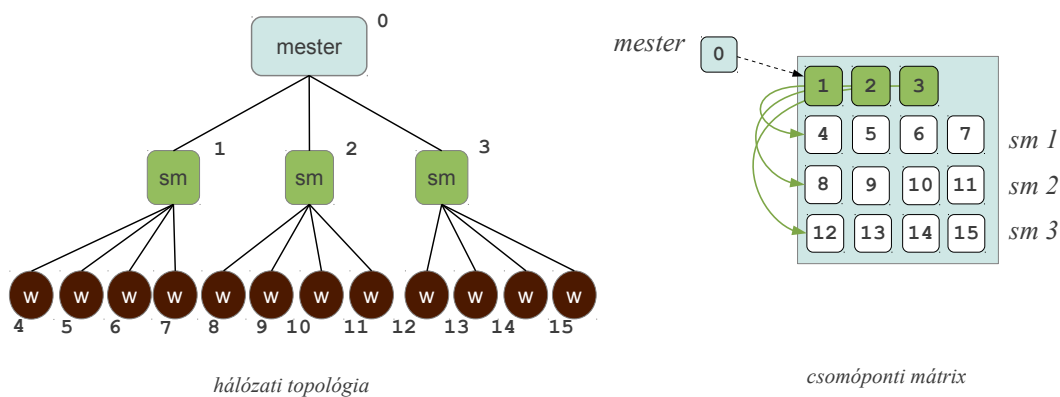 0
mester
1
2
3
sm
sm
sm
w w w w w w w w w w w w
4 5 6 7 8 9 10 11 12 13 14 15
hálózati topológia
mester
0
1 2 3
4 5 6 7
sm 1
8 9 10 11
sm 2
12 13 14 15
sm 3
csomóponti mátrix